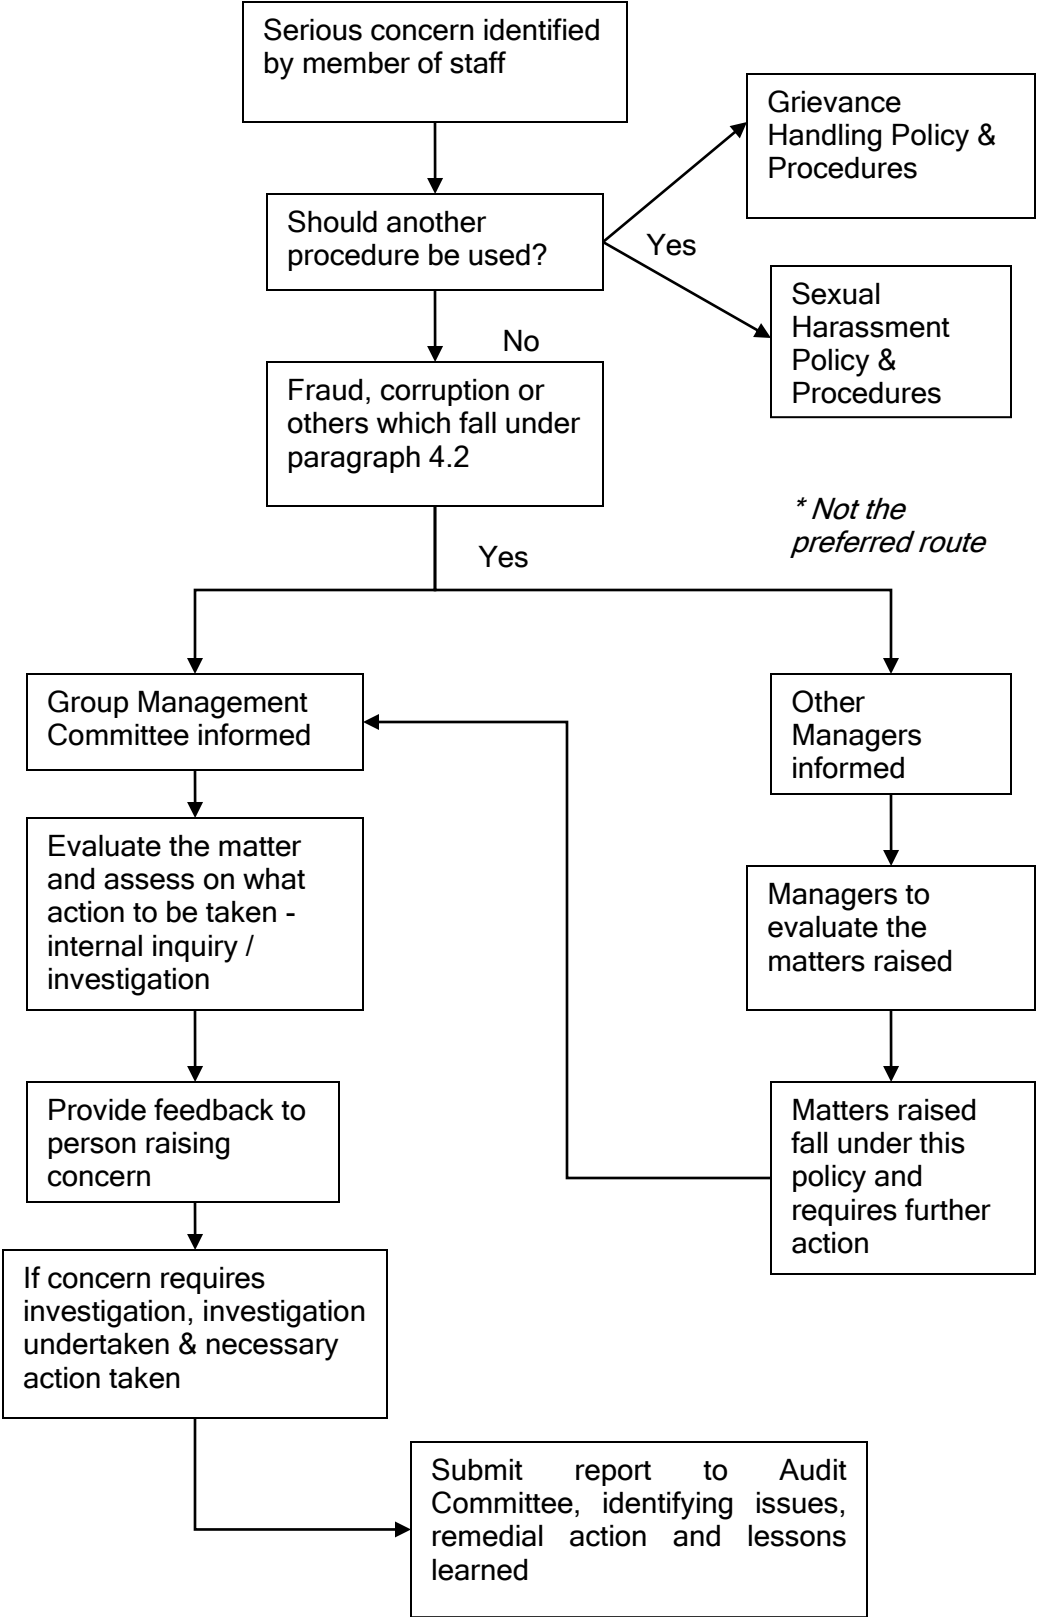 Serious concern identified
by member of staff
Grievance
Handling Policy &
Procedures
Should another
procedure be used?
Yes
Sexual
Harassment
Policy &
Procedures
No
Fraud, corruption or
others which fall under
paragraph 4.2
* Not the
preferred route
Yes
Group Management
Committee informed
Other
Managers
informed
Evaluate the matter
and assess on what
action to be taken -
internal inquiry /
investigation
Managers to
evaluate the
matters raised
Provide feedback to
person raising
concern
Matters raised
fall under this
policy and
requires further
action
If concern requires
investigation, investigation
undertaken & necessary
action taken
Submit report to Audit
Committee, identifying issues,
remedial action and lessons
learned